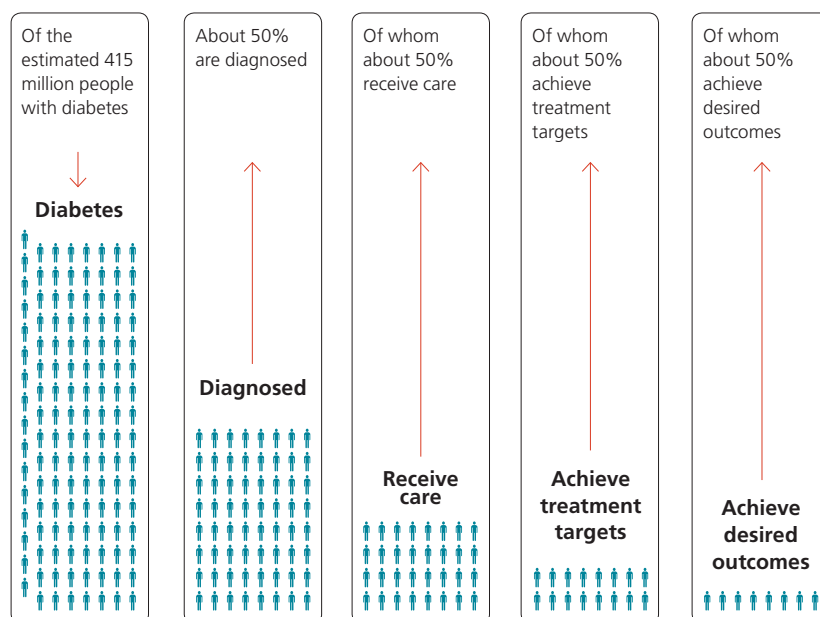 Of the
estimated 415
million people
with diabetes
Diabetes
About 50%
are diagnosed
Diagnosed
Of whom
about 50%
receive care
Receive
care
Of whom
about 50%
achieve
treatment
targets
Achieve
treatment
targets
Of whom
about 50%
achieve
desired
outcomes
Achieve
desired
outcomes